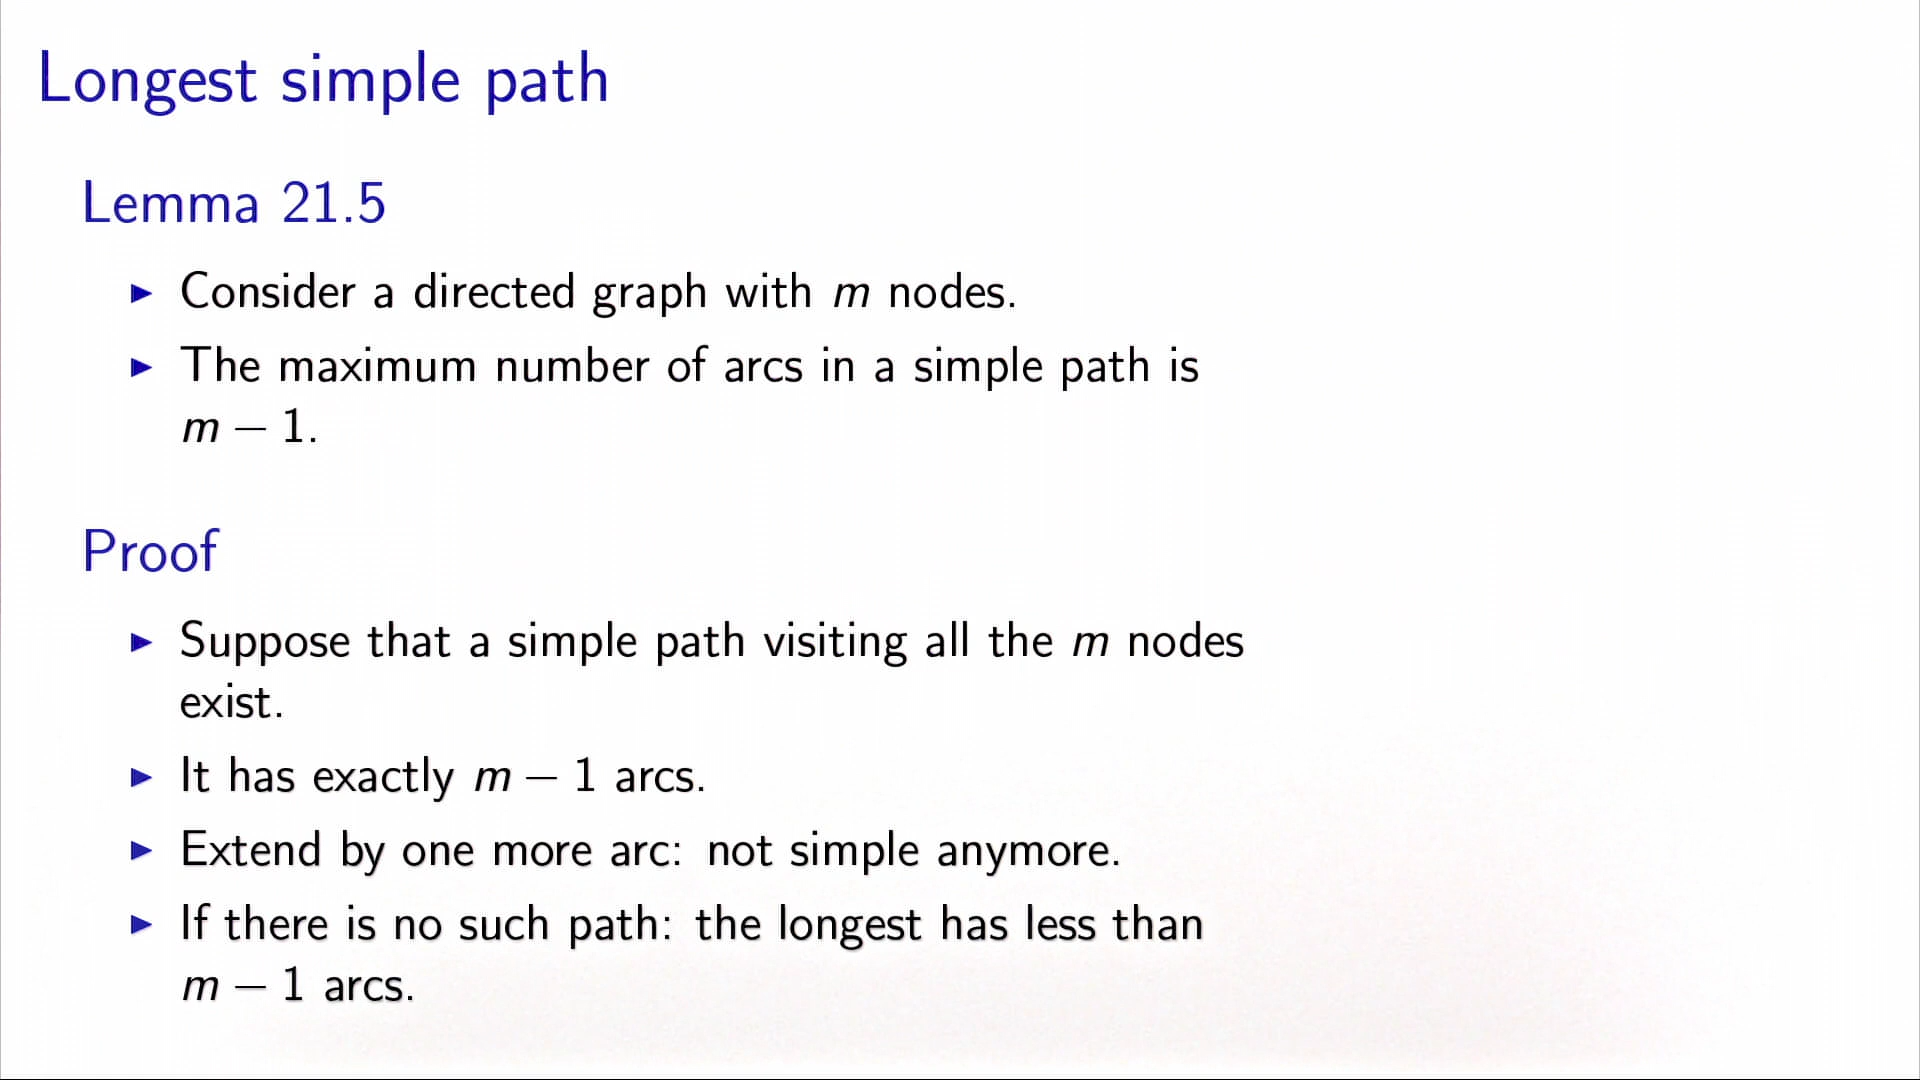 Longest simple path
Lemma 21.5
▶ Consider a directed graph with m nodes.
▶ The maximum number of arcs in a simple path is
m − 1.
Proof
▶ Suppose that a simple path visiting all the m nodes
exist.
▶ It has exactly m − 1 arcs.
▶ Extend by one more arc: not simple anymore.
▶ If there is no such path: the longest has less than
m − 1 arcs.